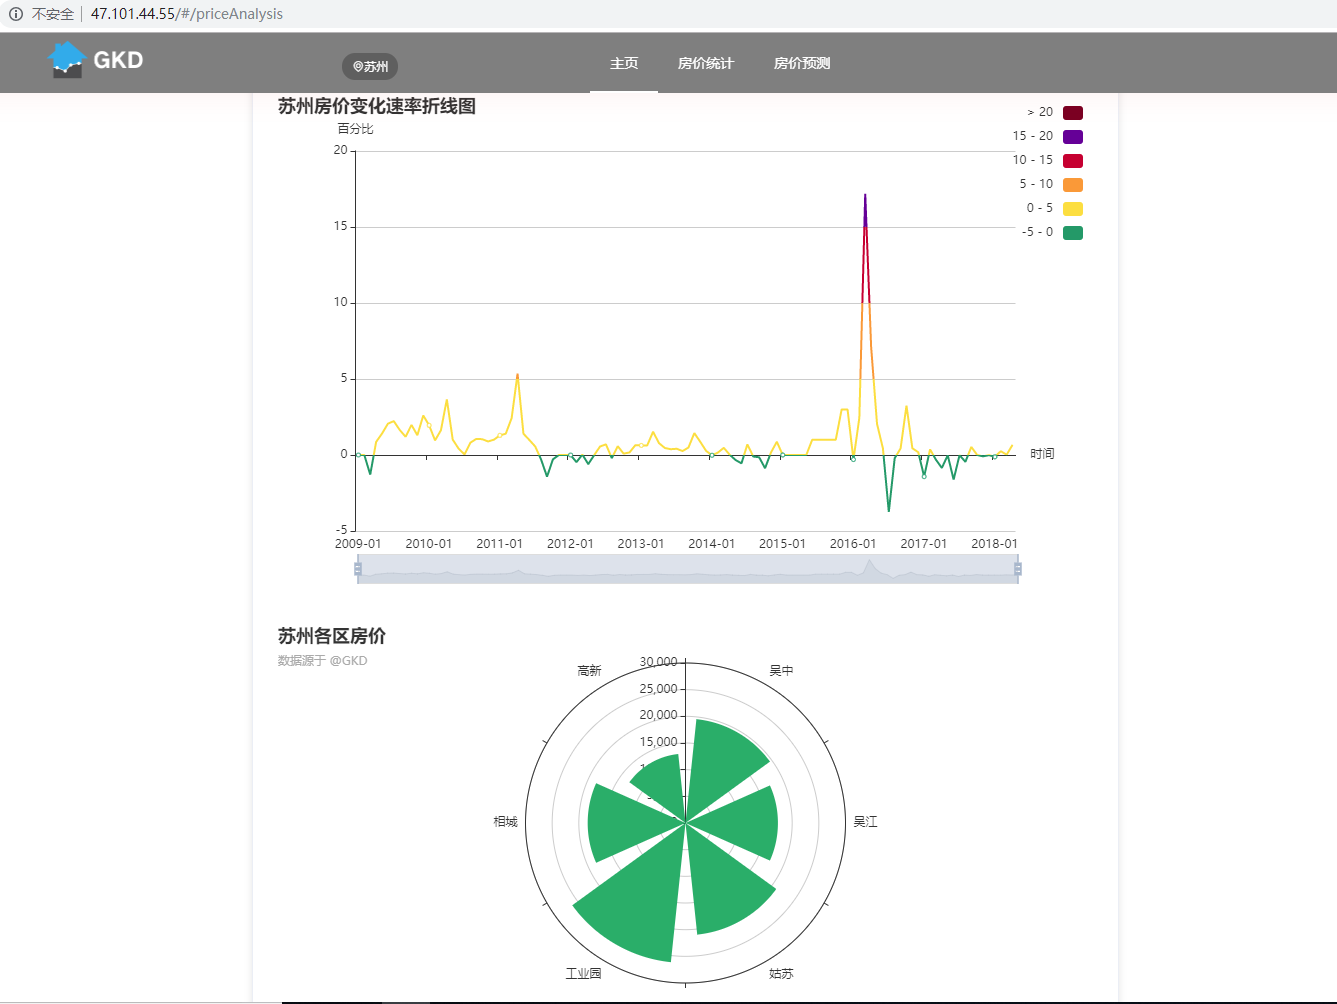 不安全 47.101.44.55/#/priceAnalysis
GKD
苏州
主页 房价统计 房价预测
苏州房价变化速率折线图
百分比
> 20
15 - 20
10 - 15
5 - 10
0 - 5
-5 - 0
20
15
10
5
0
-5
时间
2009-01 2010-01 2011-01 2012-01 2013-01 2014-01 2015-01 2016-01 2017-01 2018-01
苏州各区房价
数据源于 @GKD
30,000
25,000
20,000
15,000
高新
吴中
相城
吴江
工业园
姑苏